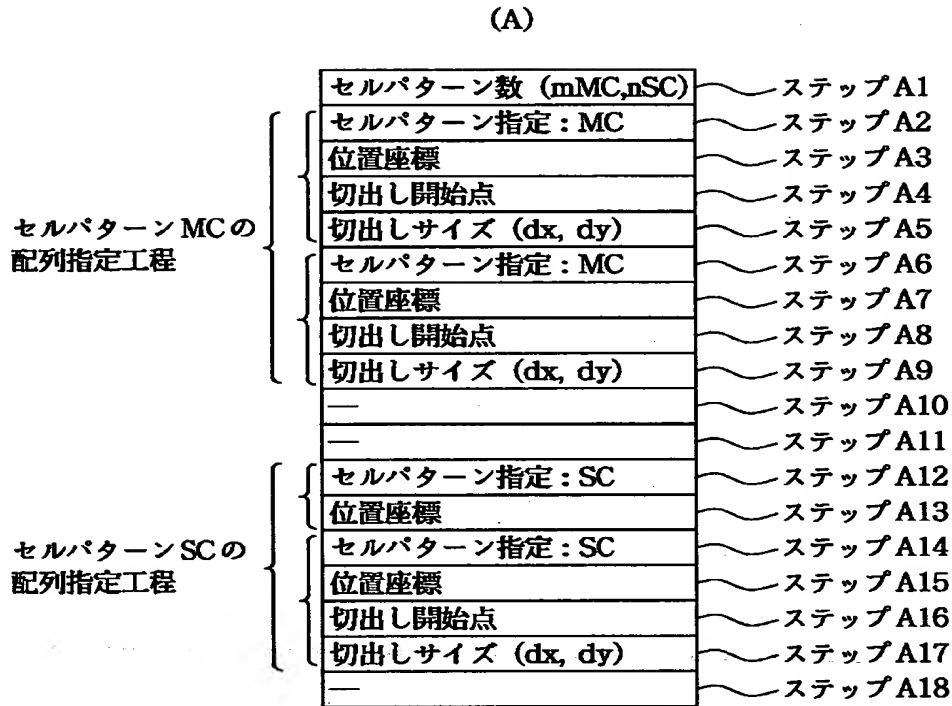 (A)
セルパターン数 (mMC,nSC) ステップA1
セルパターン指定：MC ステップA2
位置座標 ステップA3
切出し開始点 ステップA4
切出しサイズ (dx, dy) ステップA5
セルパターンMCの
配列指定工程
セルパターン指定：MC ステップA6
位置座標 ステップA7
切出し開始点 ステップA8
切出しサイズ (dx, dy) ステップA9
— ステップA10
— ステップA11
セルパターン指定：SC ステップA12
位置座標 ステップA13
セルパターンSCの
配列指定工程
セルパターン指定：SC ステップA14
位置座標 ステップA15
切出し開始点 ステップA16
切出しサイズ (dx, dy) ステップA17
— ステップA18